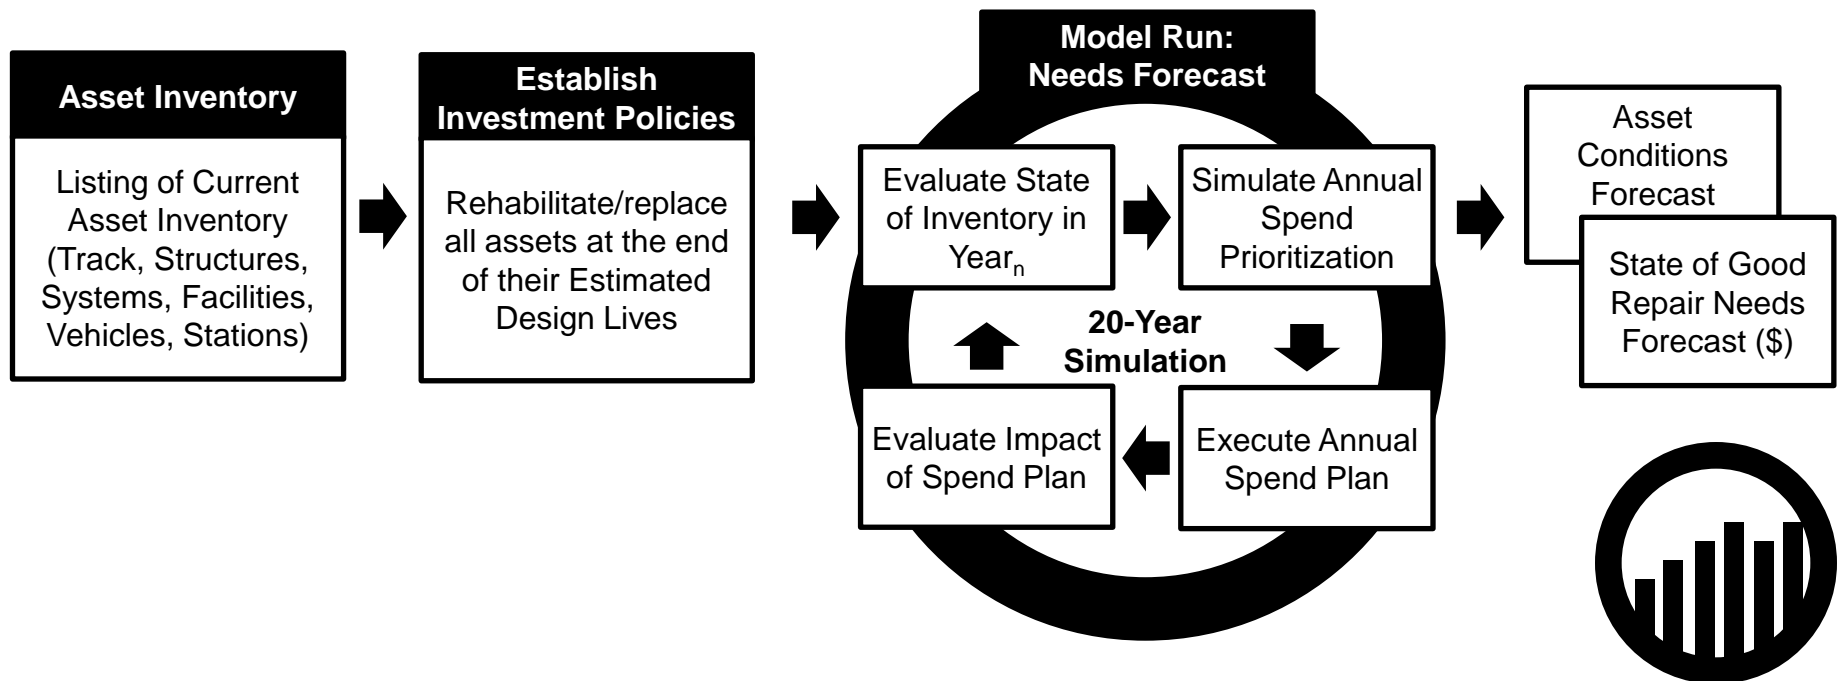 Asset Inventory
Listing of Current
Asset Inventory
(Track, Structures,
Systems, Facilities,
Vehicles, Stations)
Establish
Investment Policies
Rehabilitate/replace
all assets at the end
of their Estimated
Design Lives
Model Run:
Needs Forecast
Evaluate State
of Inventory in
Yearn
Simulate Annual
Spend
Prioritization
20-Year
Simulation
Execute Annual
Spend Plan
Evaluate Impact
of Spend Plan
Asset
Conditions
Forecast
State of Good
Repair Needs
Forecast ($)